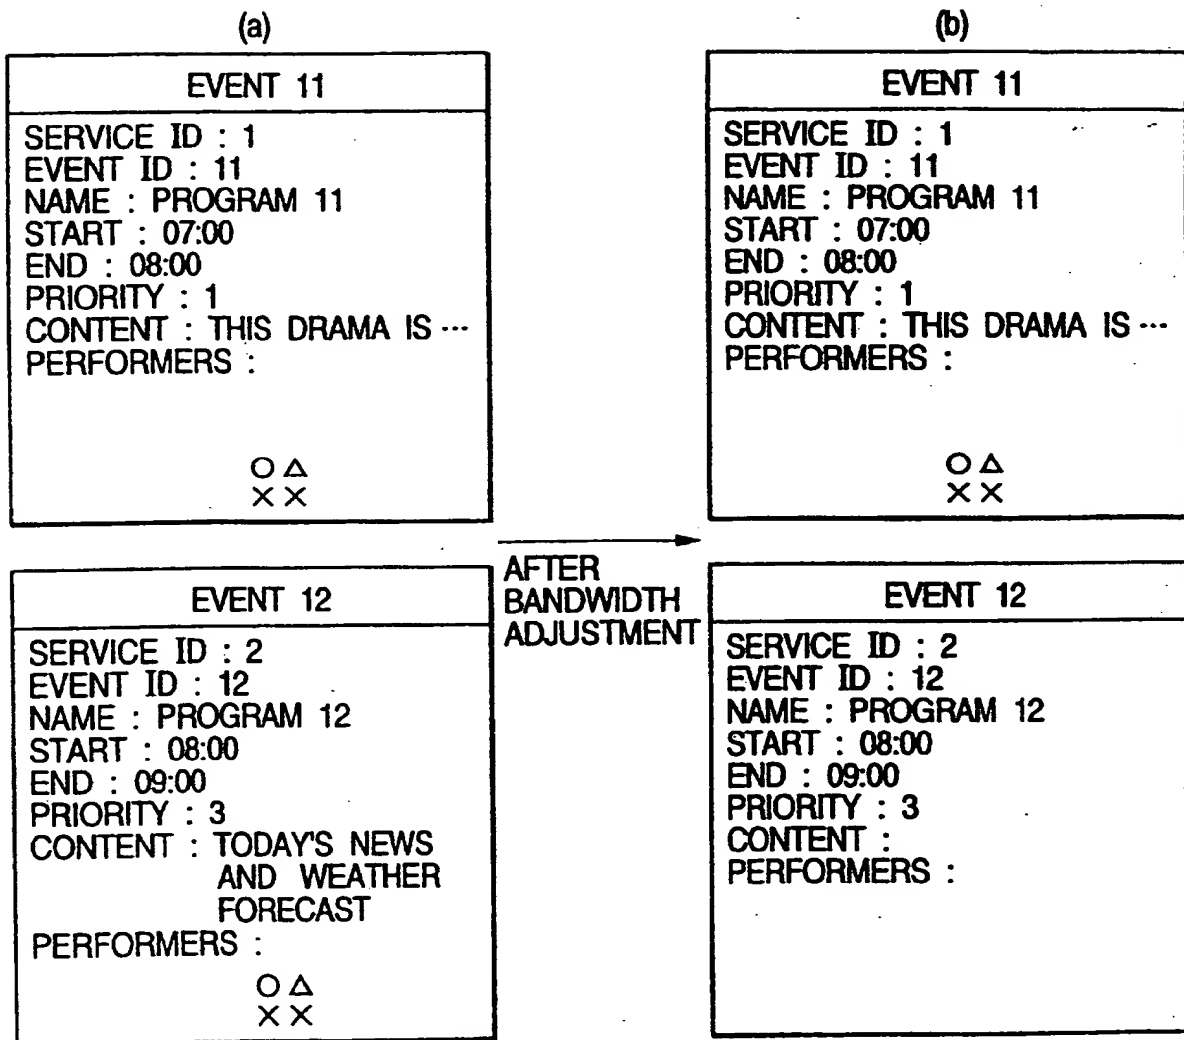 (a)
EVENT 11
SERVICE ID : 1
EVENT ID : 11
NAME : PROGRAM 11
START : 07:00
END : 08:00
PRIORITY : 1
CONTENT : THIS DRAMA IS ···
PERFORMERS :
○ △
× ×
EVENT 12
SERVICE ID : 2
EVENT ID : 12
NAME : PROGRAM 12
START : 08:00
END : 09:00
PRIORITY : 3
CONTENT : TODAY'S NEWS
AND WEATHER
FORECAST
PERFORMERS :
○ △
× ×
AFTER
BANDWIDTH
ADJUSTMENT
(b)
EVENT 11
SERVICE ID : 1
EVENT ID : 11
NAME : PROGRAM 11
START : 07:00
END : 08:00
PRIORITY : 1
CONTENT : THIS DRAMA IS ···
PERFORMERS :
○ △
× ×
EVENT 12
SERVICE ID : 2
EVENT ID : 12
NAME : PROGRAM 12
START : 08:00
END : 09:00
PRIORITY : 3
CONTENT :
PERFORMERS :